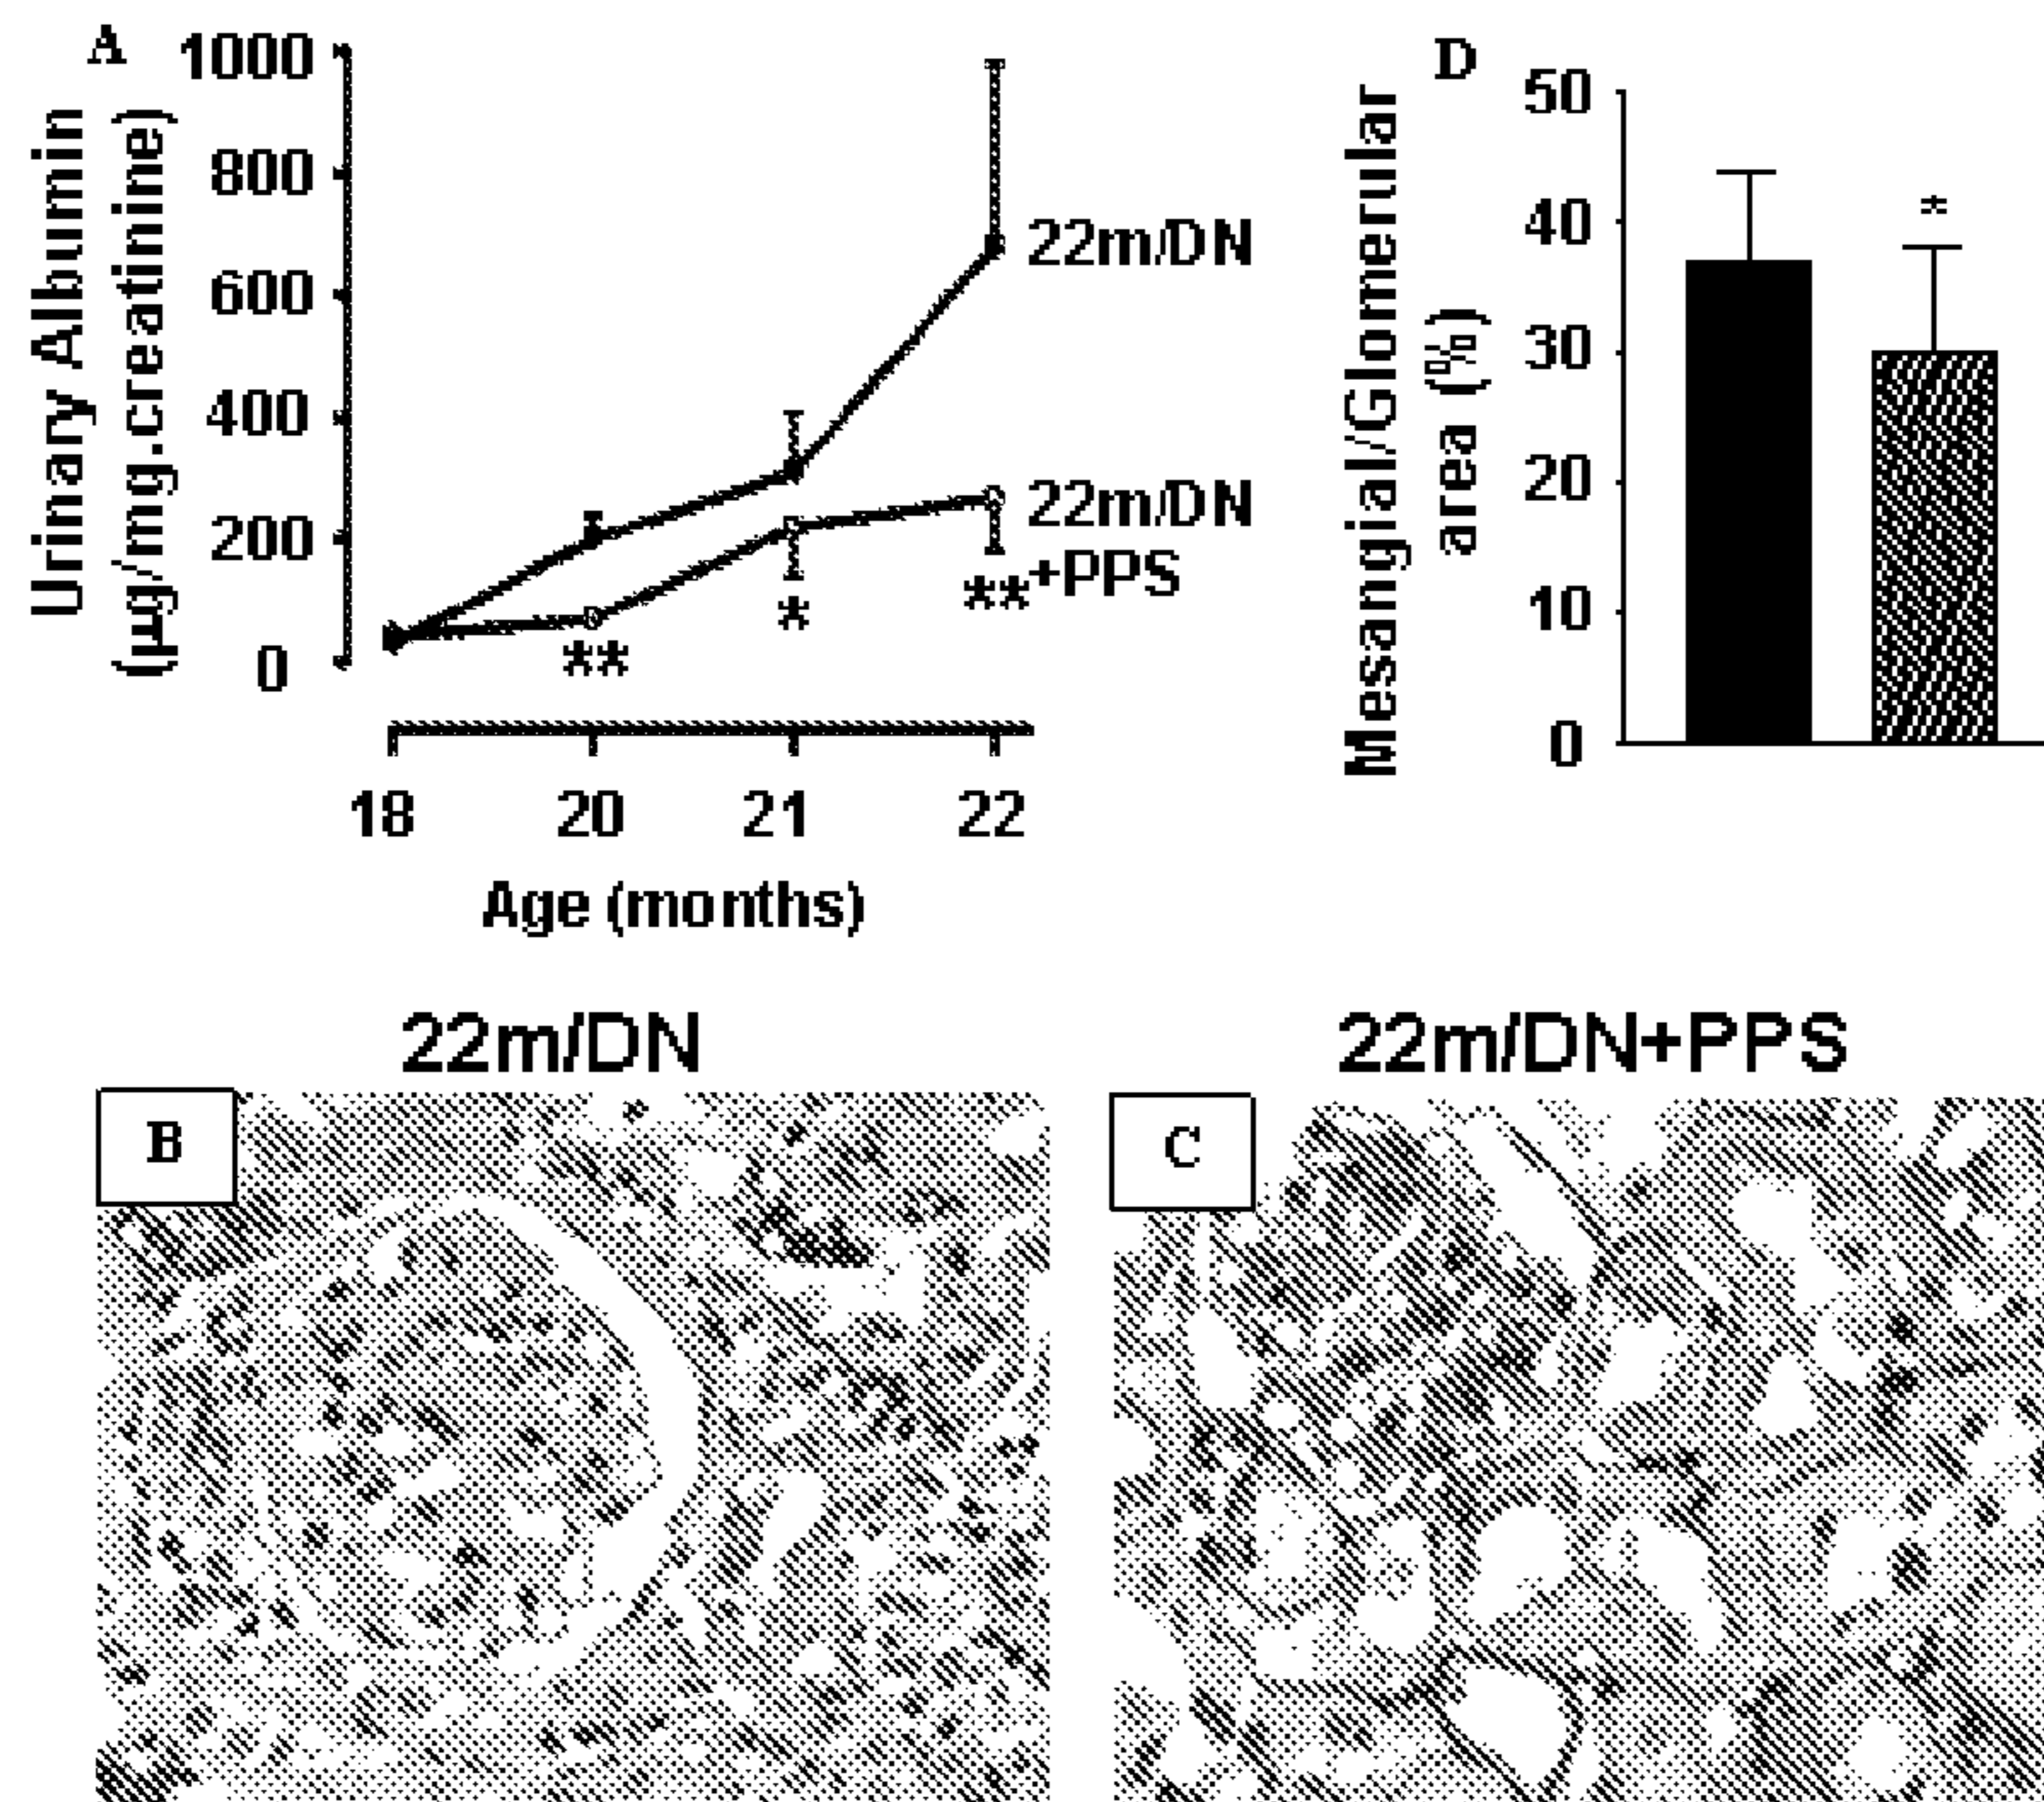 A
Urinary Albumin
(µg/mg.creatinine)
1000
800
600
400
200
0
22m/DN
22m/DN
+PPS
**
*
**
18 20 21 22
Age (months)
D
Mesangial/Glomerular
area (%)
50
40
30
20
10
0
*
22m/DN
22m/DN+PPS
B
C